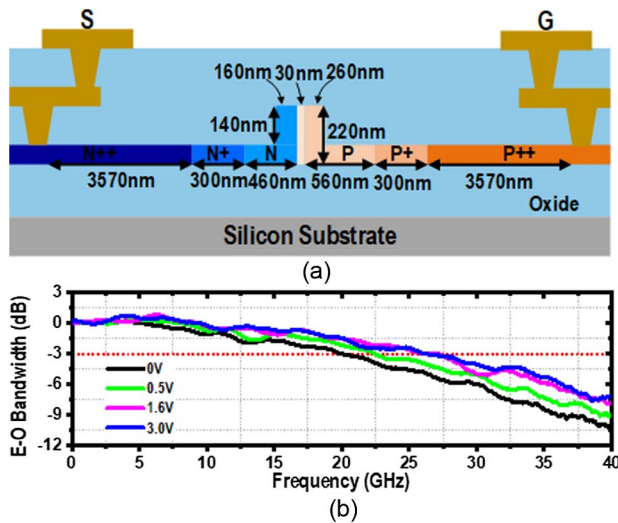 S G
160nm 30nm 260nm
140nm 220nm
N++ N+ N P P+ P++
3570nm 300nm 460nm 560nm 300nm 3570nm
Oxide
Silicon Substrate
(a)
E-O Bandwidth (dB)
3
0
-3
-6
-9
-12
0V
0.5V
1.6V
3.0V
0 5 10 15 20 25 30 35 40
Frequency (GHz)
(b)